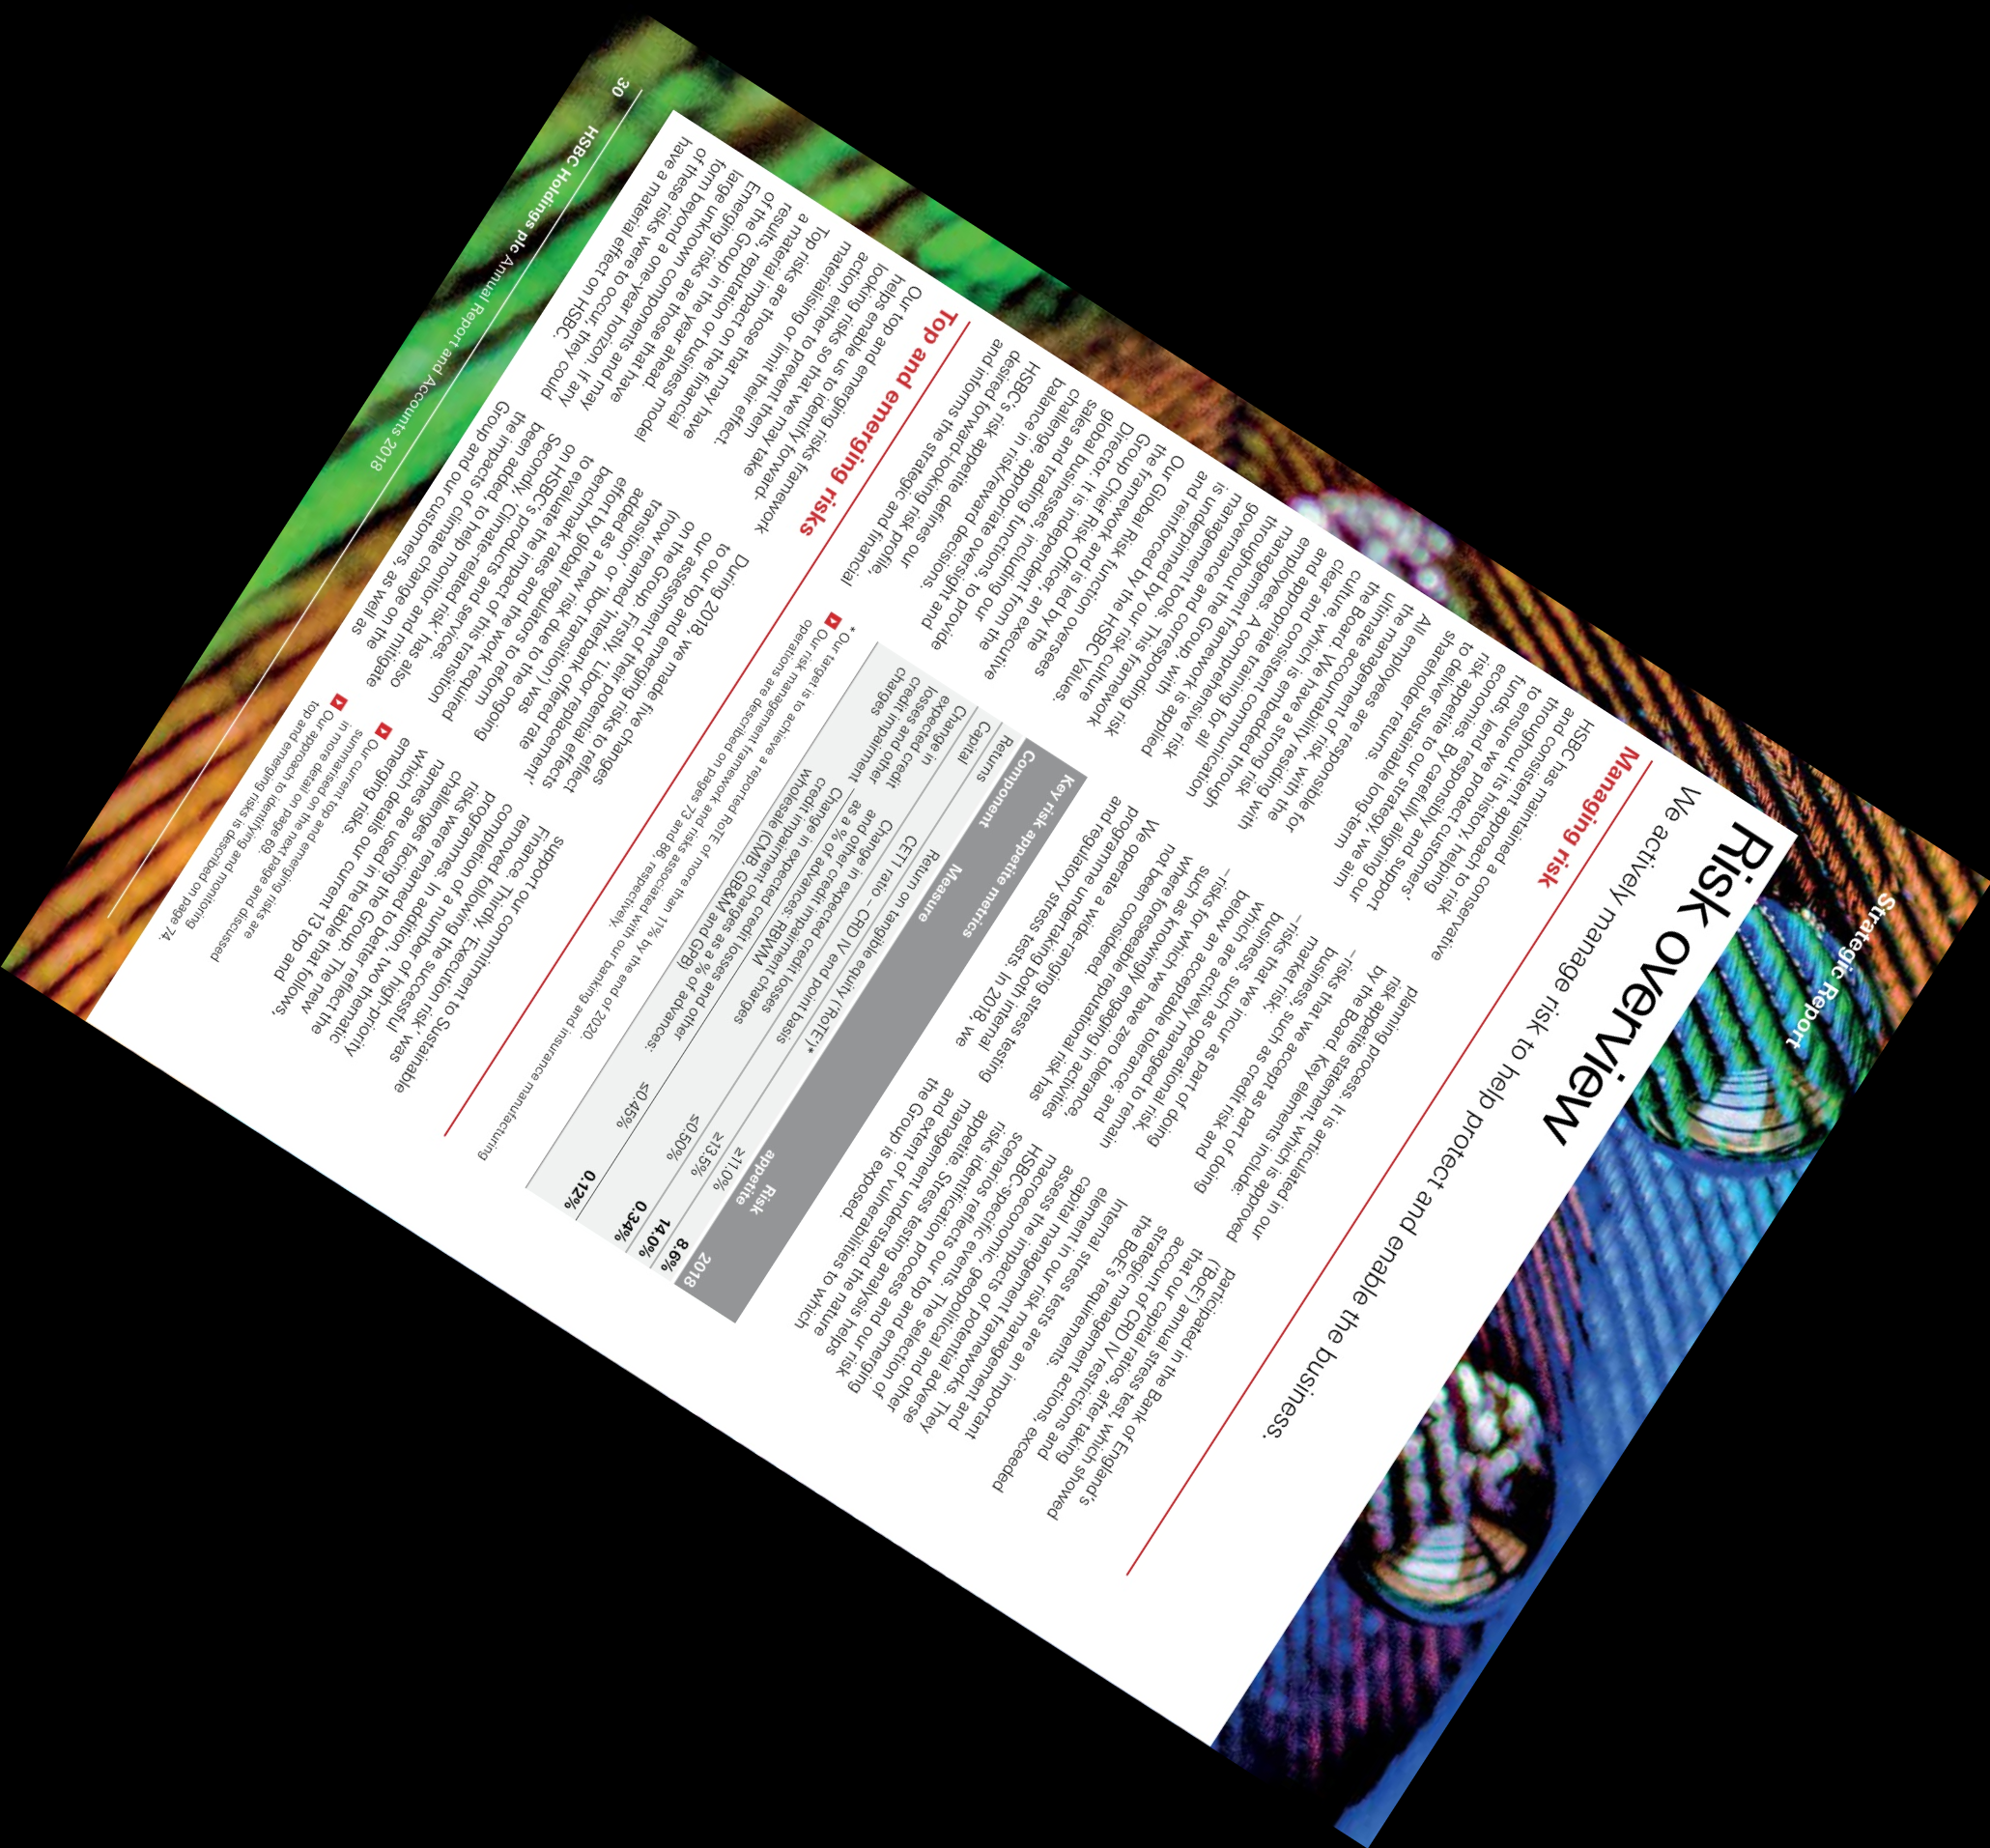 Strategic Report
Risk overview
We actively manage risk to help protect and enable the business.
Managing risk
HSBC has maintained a conservative
and consistent approach to risk
throughout its history, helping
to ensure we protect customers'
funds, lend responsibly and support
economies. By carefully aligning our
risk appetite to our strategy, we aim
to deliver sustainable long-term
shareholder returns.
All employees are responsible for
the management of risk, with the
ultimate accountability residing with
the Board. We have a strong risk
culture, which is embedded through
clear and consistent communication
and appropriate training for all
employees. A comprehensive risk
management framework is applied
throughout the Group, with
governance and corresponding risk
management tools. This framework
is underpinned by our risk culture
and reinforced by the HSBC Values.
Our Global Risk function oversees
the framework and is led by the
Group Chief Risk Officer, an executive
Director. It is independent from the
global businesses, including our
sales and trading functions, to provide
challenge, appropriate oversight and
balance in risk/reward decisions.
HSBC's risk appetite defines our
desired forward-looking risk profile,
and informs the strategic and financial
planning process. It is articulated in our
risk appetite statement, which is approved
by the Board. Key elements include:
– risks that we accept as part of doing
business, such as credit risk and
market risk;
– risks that we incur as part of doing
business, such as operational risk,
which are actively managed to remain
below an acceptable tolerance; and
– risks for which we have zero tolerance,
such as knowingly engaging in activities
where foreseeable reputational risk has
not been considered.
We operate a wide-ranging stress testing
programme undertaking both internal
and regulatory stress tests. In 2018, we
participated in the Bank of England's
('BoE') annual stress test, which showed
that our capital ratios, after taking
account of CRD IV restrictions and
strategic management actions, exceeded
the BoE's requirements.
Internal stress tests are an important
element in our risk management and
capital management frameworks. They
assess the impacts of potential adverse
macroeconomic, geopolitical and other
HSBC-specific events. The selection of
scenarios reflects our top and emerging
risks identification process and our risk
appetite. Stress testing analysis helps
management understand the nature
and extent of vulnerabilities to which
the Group is exposed.
Key risk appetite metrics
Component Measure Risk appetite 2018
Returns Return on tangible equity ('RoTE')* ≥11.0% 8.6%
Capital CET1 ratio – CRD IV end point basis ≥13.5% 14.0%
Change in
expected credit
losses and other
credit impairment
charges
Change in expected credit losses
and other credit impairment charges
as a % of advances: RBWM ≤0.50% 0.34%
Change in expected credit losses and other
credit impairment charges as a % of advances:
wholesale (CMB, GB&M and GPB) ≤0.45% 0.12%
* Our target is to achieve a reported RoTE of more than 11% by the end of 2020.
Our risk management framework and risks associated with our banking and insurance manufacturing
operations are described on pages 73 and 86, respectively.
Top and emerging risks
Our top and emerging risks framework
helps enable us to identify forward-
looking risks so that we may take
action either to prevent them
materialising or limit their effect.
Top risks are those that may have
a material impact on the financial
results, reputation or business model
of the Group in the year ahead.
Emerging risks are those that have
large unknown components and may
form beyond a one-year horizon. If any
of these risks were to occur, they could
have a material effect on HSBC.
During 2018, we made five changes
to our top and emerging risks to reflect
our assessment of their potential effects
on the Group. Firstly, 'Libor replacement'
(now renamed 'Interbank offered rate
transition', or 'Ibor transition') was
added as a new risk due to the ongoing
effort by global regulators to reform
benchmark rates and the work required
to evaluate the impact of this transition
on HSBC's products and services.
Secondly, 'Climate-related risk' has also
been added, to help monitor and mitigate
the impacts of climate change on the
Group and our customers, as well as
support our commitment to Sustainable
Finance. Thirdly, 'Execution risk' was
removed following the successful
completion of a number of high-priority
programmes. In addition, two thematic
risks were renamed to better reflect the
challenges facing the Group. The new
names are used in the table that follows,
which details our current 13 top and
emerging risks.
Our current top and emerging risks are
summarised on the next page and discussed
in more detail on page 69.
Our approach to identifying and monitoring
top and emerging risks is described on page 74.
30 HSBC Holdings plc Annual Report and Accounts 2018